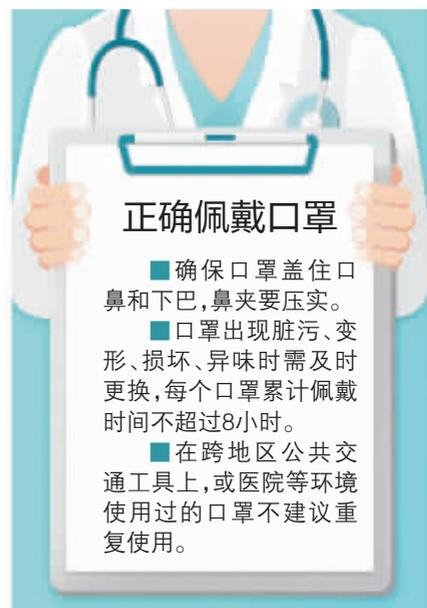 正确佩戴口罩
■确保口罩盖住口
鼻和下巴,鼻夹要压实。
■口罩出现脏污、变
形、损坏、异味时需及时
更换,每个口罩累计佩戴
时间不超过8小时。
■在跨地区公共交
通工具上,或医院等环境
使用过的口罩不建议重
复使用。